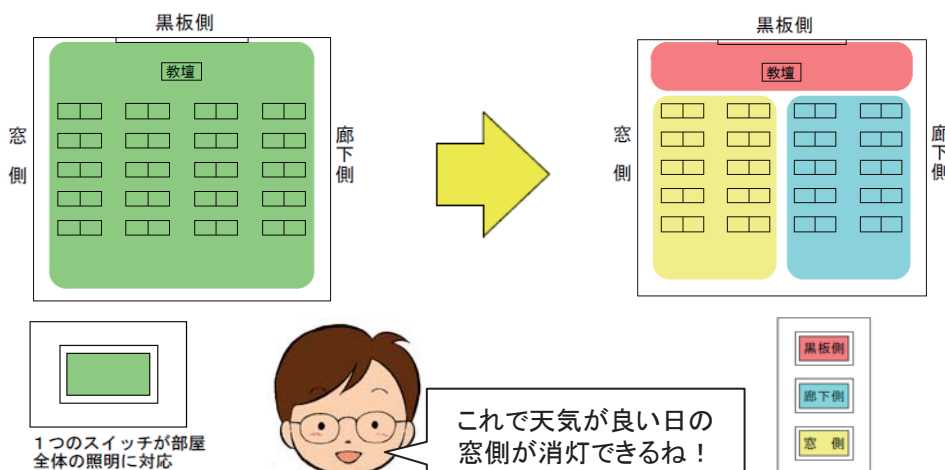 黒板側
教壇
窓側
廊下側
黒板側
教壇
窓側
廊下側
1つのスイッチが部屋
全体の照明に対応
これで天気が良い日の
窓側が消灯できるね！
黒板側
廊下側
窓 側